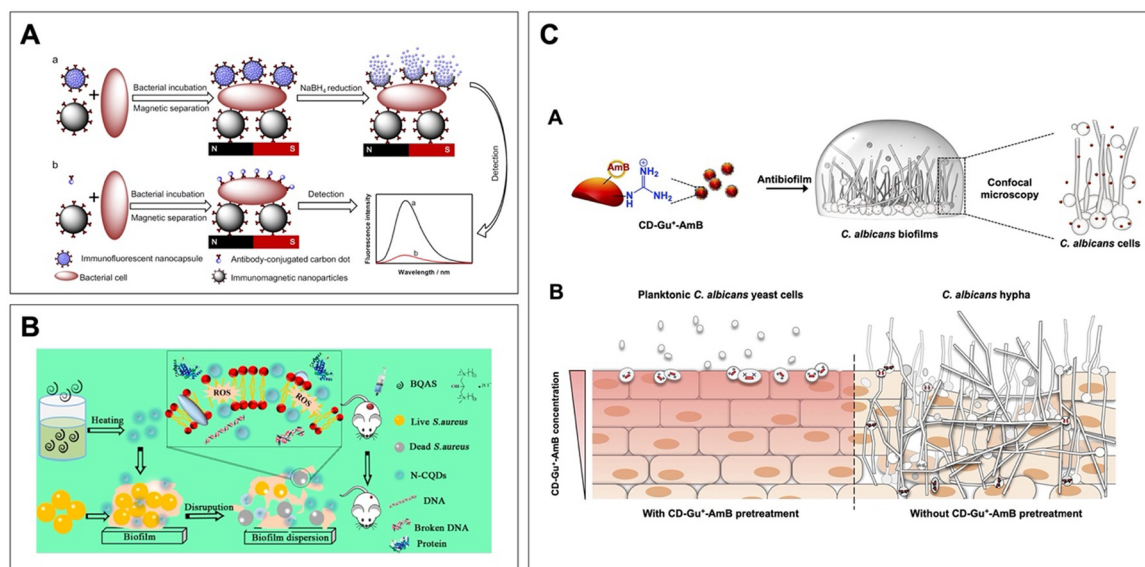 A
a
Bacterial incubation
Magnetic separation
NaBH4 reduction
N S
N S
Detection
b
Bacterial incubation
Magnetic separation
Detection
N S
Fluorescence intensity
a
b
Wavelength / nm
Immunofluorescent nanocapsule
Antibody-conjugated carbon dot
Bacterial cell
Immunomagnetic nanoparticles
B
Heating
ROS
ROS
BQAS
Live S.aureus
Dead S.aureus
N-CQDs
DNA
Broken DNA
Protein
Disrupution
Biofilm
Biofilm dispersion
C
A
AmB
NH2
N
H
NH2
CD-Gu+-AmB
Antibiofilm
C. albicans biofilms
Confocal
microscopy
C. albicans cells
B
Planktonic C. albicans yeast cells
C. albicans hypha
CD-Gu+-AmB concentration
With CD-Gu+-AmB pretreatment
Without CD-Gu+-AmB pretreatment